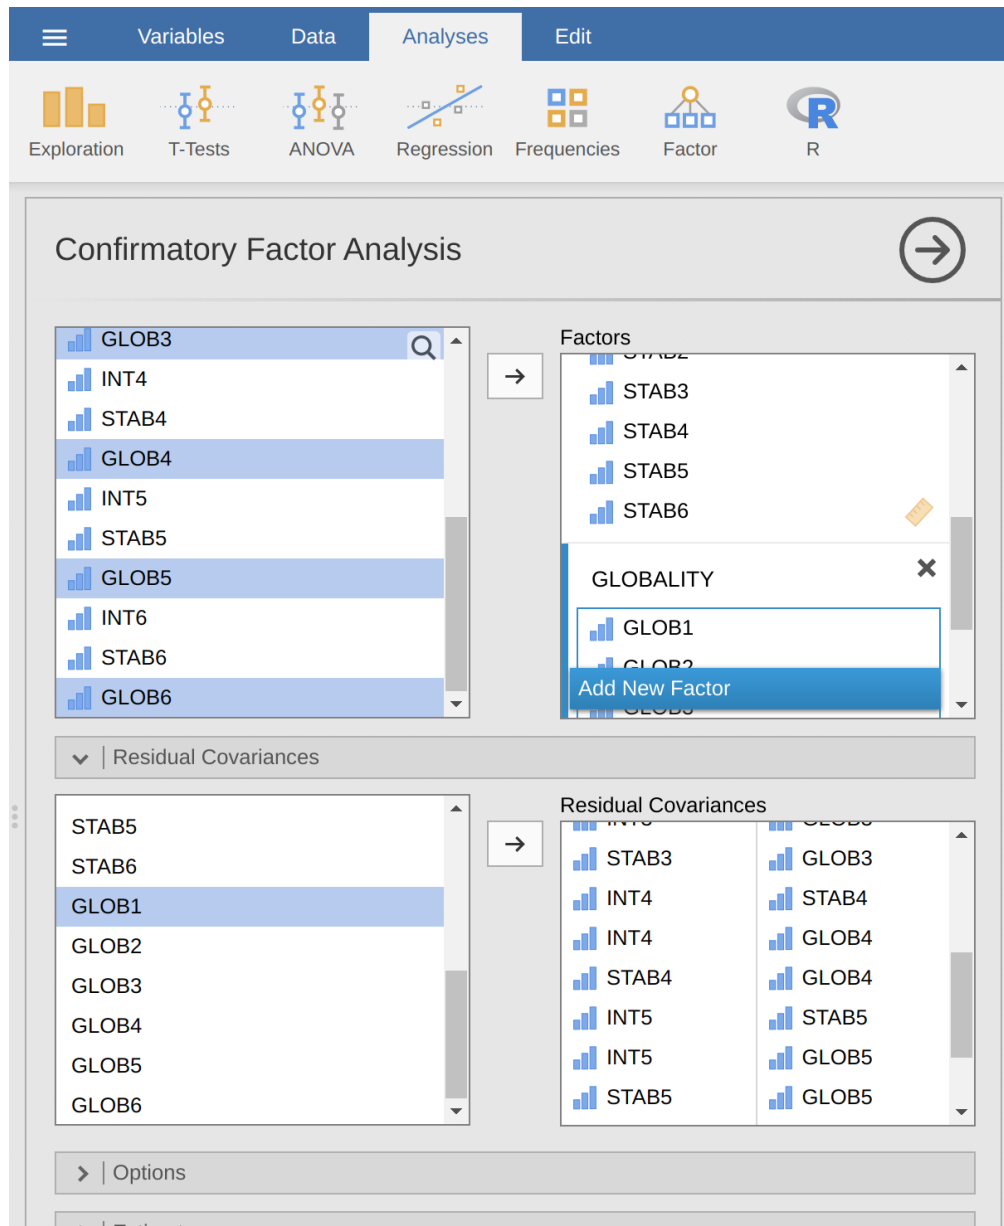 Variables Data Analyses Edit
Exploration T-Tests ANOVA Regression Frequencies Factor R
Confirmatory Factor Analysis
GLOB3
INT4
STAB4
GLOB4
INT5
STAB5
GLOB5
INT6
STAB6
GLOB6
Factors
STAB2
STAB3
STAB4
STAB5
STAB6
GLOBALITY
GLOB1
GLOB2
Add New Factor
GLOB3
Residual Covariances
STAB5
STAB6
GLOB1
GLOB2
GLOB3
GLOB4
GLOB5
GLOB6
Residual Covariances
STAB3 GLOB3
INT4 STAB4
INT4 GLOB4
STAB4 GLOB4
INT5 STAB5
INT5 GLOB5
STAB5 GLOB5
Options